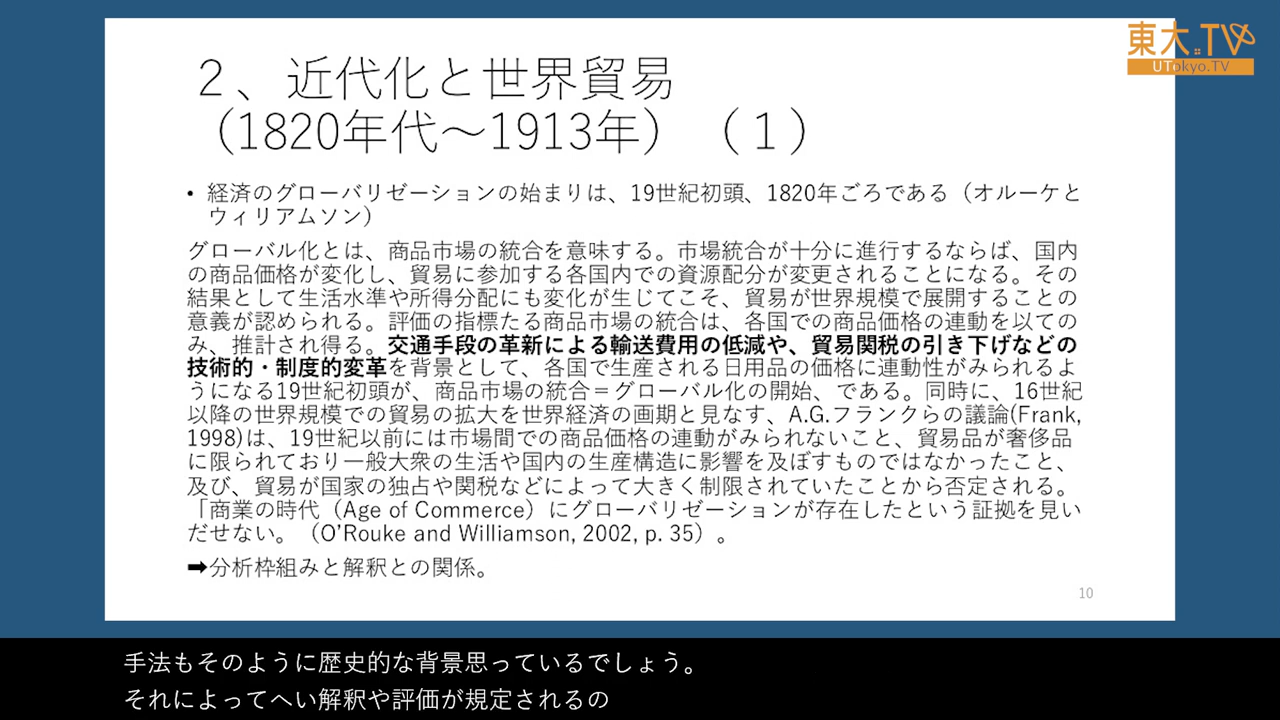 東大.TV
UTokyo.TV
２、近代化と世界貿易
（1820年代～1913年）（１）
• 経済のグローバリゼーションの始まりは、19世紀初頭、1820年ごろである（オルーケと
ウィリアムソン）
グローバル化とは、商品市場の統合を意味する。市場統合が十分に進行するならば、国内
の商品価格が変化し、貿易に参加する各国内での資源配分が変更されることになる。その
結果として生活水準や所得分配にも変化が生じてこそ、貿易が世界規模で展開することの
意義が認められる。評価の指標たる商品市場の統合は、各国での商品価格の連動を以ての
み、推計され得る。交通手段の革新による輸送費用の低減や、貿易関税の引き下げなどの
技術的・制度的変革を背景として、各国で生産される日用品の価格に連動性がみられるよ
うになる19世紀初頭が、商品市場の統合＝グローバル化の開始、である。同時に、16世紀
以降の世界規模での貿易の拡大を世界経済の画期と見なす、A.G.フランクらの議論(Frank,
1998)は、19世紀以前には市場間での商品価格の連動がみられないこと、貿易品が奢侈品
に限られており一般大衆の生活や国内の生産構造に影響を及ぼすものではなかったこと、
及び、貿易が国家の独占や関税などによって大きく制限されていたことから否定される。
「商業の時代（Age of Commerce）にグローバリゼーションが存在したという証拠を見い
だせない。（O’Rouke and Williamson, 2002, p. 35）。
➡分析枠組みと解釈との関係。
10
手法もそのように歴史的な背景思っているでしょう。
それによってへい解釈や評価が規定されるの